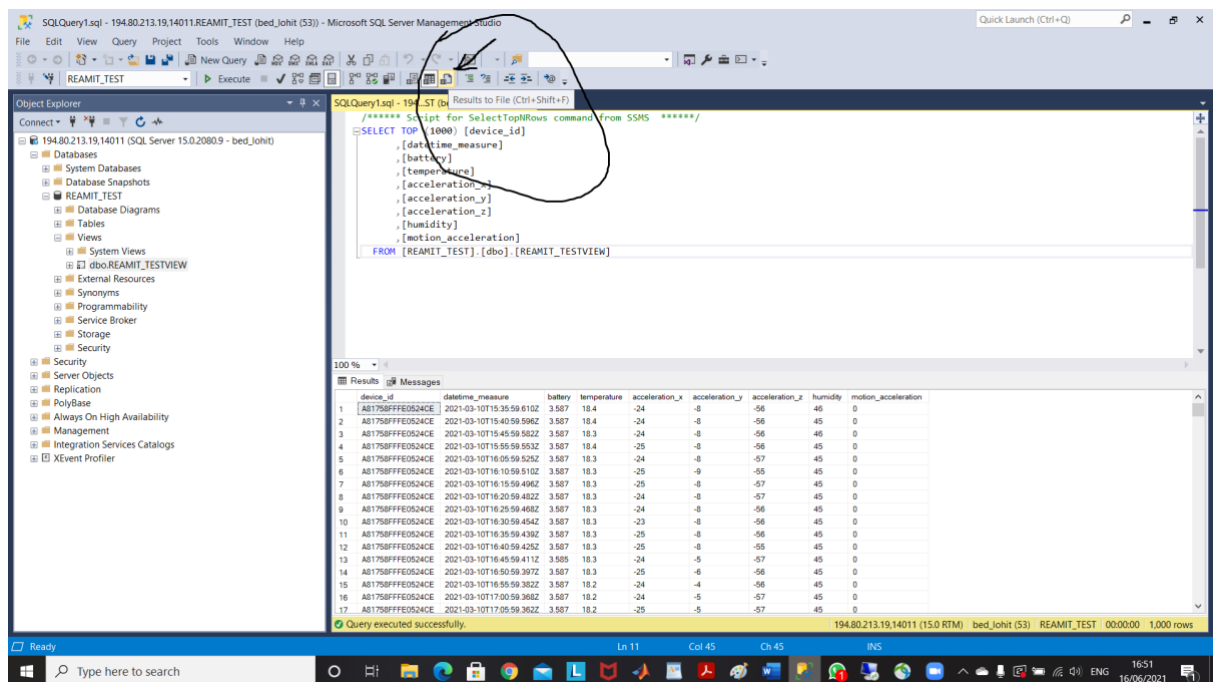 SQLQuery1.sql - 194.80.213.19,14011.REAMIT_TEST (bed_lohit (53)) - Microsoft SQL Server Management Studio
Quick Launch (Ctrl+Q)
File Edit View Query Project Tools Window Help
New Query
REAMIT_TEST
Execute
Object Explorer
SQLQuery1.sql - 194...ST (b
Results to File (Ctrl+Shift+F)
Connect
194.80.213.19,14011 (SQL Server 15.0.2080.9 - bed_lohit)
Databases
System Databases
Database Snapshots
REAMIT_TEST
Database Diagrams
Tables
Views
System Views
dbo.REAMIT_TESTVIEW
External Resources
Synonyms
Programmability
Service Broker
Storage
Security
Security
Server Objects
Replication
PolyBase
Always On High Availability
Management
Integration Services Catalogs
XEvent Profiler
/****** Script for SelectTopNRows command from SSMS ******/
SELECT TOP (1000) [device_id]
,[datetime_measure]
,[battery]
,[temperature]
,[acceleration_x]
,[acceleration_y]
,[acceleration_z]
,[humidity]
,[motion_acceleration]
FROM [REAMIT_TEST].[dbo].[REAMIT_TESTVIEW]
100 %
Results Messages
device_id datetime_measure battery temperature acceleration_x acceleration_y acceleration_z humidity motion_acceleration
1 A81758FFFE0524CE 2021-03-10T15:35:59.610Z 3.587 18.4 -24 -8 -56 46 0
2 A81758FFFE0524CE 2021-03-10T15:40:59.596Z 3.587 18.4 -24 -8 -56 45 0
3 A81758FFFE0524CE 2021-03-10T15:45:59.582Z 3.587 18.3 -24 -8 -56 46 0
4 A81758FFFE0524CE 2021-03-10T15:55:59.553Z 3.587 18.4 -25 -8 -56 45 0
5 A81758FFFE0524CE 2021-03-10T16:05:59.525Z 3.587 18.3 -24 -8 -57 45 0
6 A81758FFFE0524CE 2021-03-10T16:10:59.510Z 3.587 18.3 -25 -9 -55 45 0
7 A81758FFFE0524CE 2021-03-10T16:15:59.496Z 3.587 18.3 -25 -8 -57 45 0
8 A81758FFFE0524CE 2021-03-10T16:20:59.482Z 3.587 18.3 -24 -8 -57 45 0
9 A81758FFFE0524CE 2021-03-10T16:25:59.468Z 3.587 18.3 -24 -8 -56 45 0
10 A81758FFFE0524CE 2021-03-10T16:30:59.454Z 3.587 18.3 -23 -8 -56 45 0
11 A81758FFFE0524CE 2021-03-10T16:35:59.439Z 3.587 18.3 -25 -8 -56 45 0
12 A81758FFFE0524CE 2021-03-10T16:40:59.425Z 3.587 18.3 -25 -8 -55 45 0
13 A81758FFFE0524CE 2021-03-10T16:45:59.411Z 3.585 18.3 -24 -5 -57 45 0
14 A81758FFFE0524CE 2021-03-10T16:50:59.397Z 3.587 18.3 -25 -6 -56 45 0
15 A81758FFFE0524CE 2021-03-10T16:55:59.382Z 3.587 18.2 -24 -4 -56 45 0
16 A81758FFFE0524CE 2021-03-10T17:00:59.368Z 3.587 18.2 -24 -5 -57 45 0
17 A81758FFFE0524CE 2021-03-10T17:05:59.362Z 3.587 18.2 -25 -5 -57 45 0
Query executed successfully.
194.80.213.19,14011 (15.0 RTM) bed_lohit (53) REAMIT_TEST 00:00:00 1,000 rows
Ready Ln 11 Col 45 Ch 45 INS
Type here to search
ENG
16:51
16/06/2021